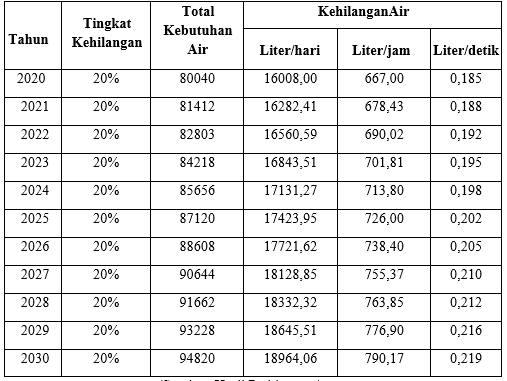 Tahun Tingkat Kehilangan Total Kebutuhan Air KehilanganAir
Liter/hari Liter/jam Liter/detik
2020 20% 80040 16008,00 667,00 0,185
2021 20% 81412 16282,41 678,43 0,188
2022 20% 82803 16560,59 690,02 0,192
2023 20% 84218 16843,51 701,81 0,195
2024 20% 85656 17131,27 713,80 0,198
2025 20% 87120 17423,95 726,00 0,202
2026 20% 88608 17721,62 738,40 0,205
2027 20% 90644 18128,85 755,37 0,210
2028 20% 91662 18332,32 763,85 0,212
2029 20% 93228 18645,51 776,90 0,216
2030 20% 94820 18964,06 790,17 0,219